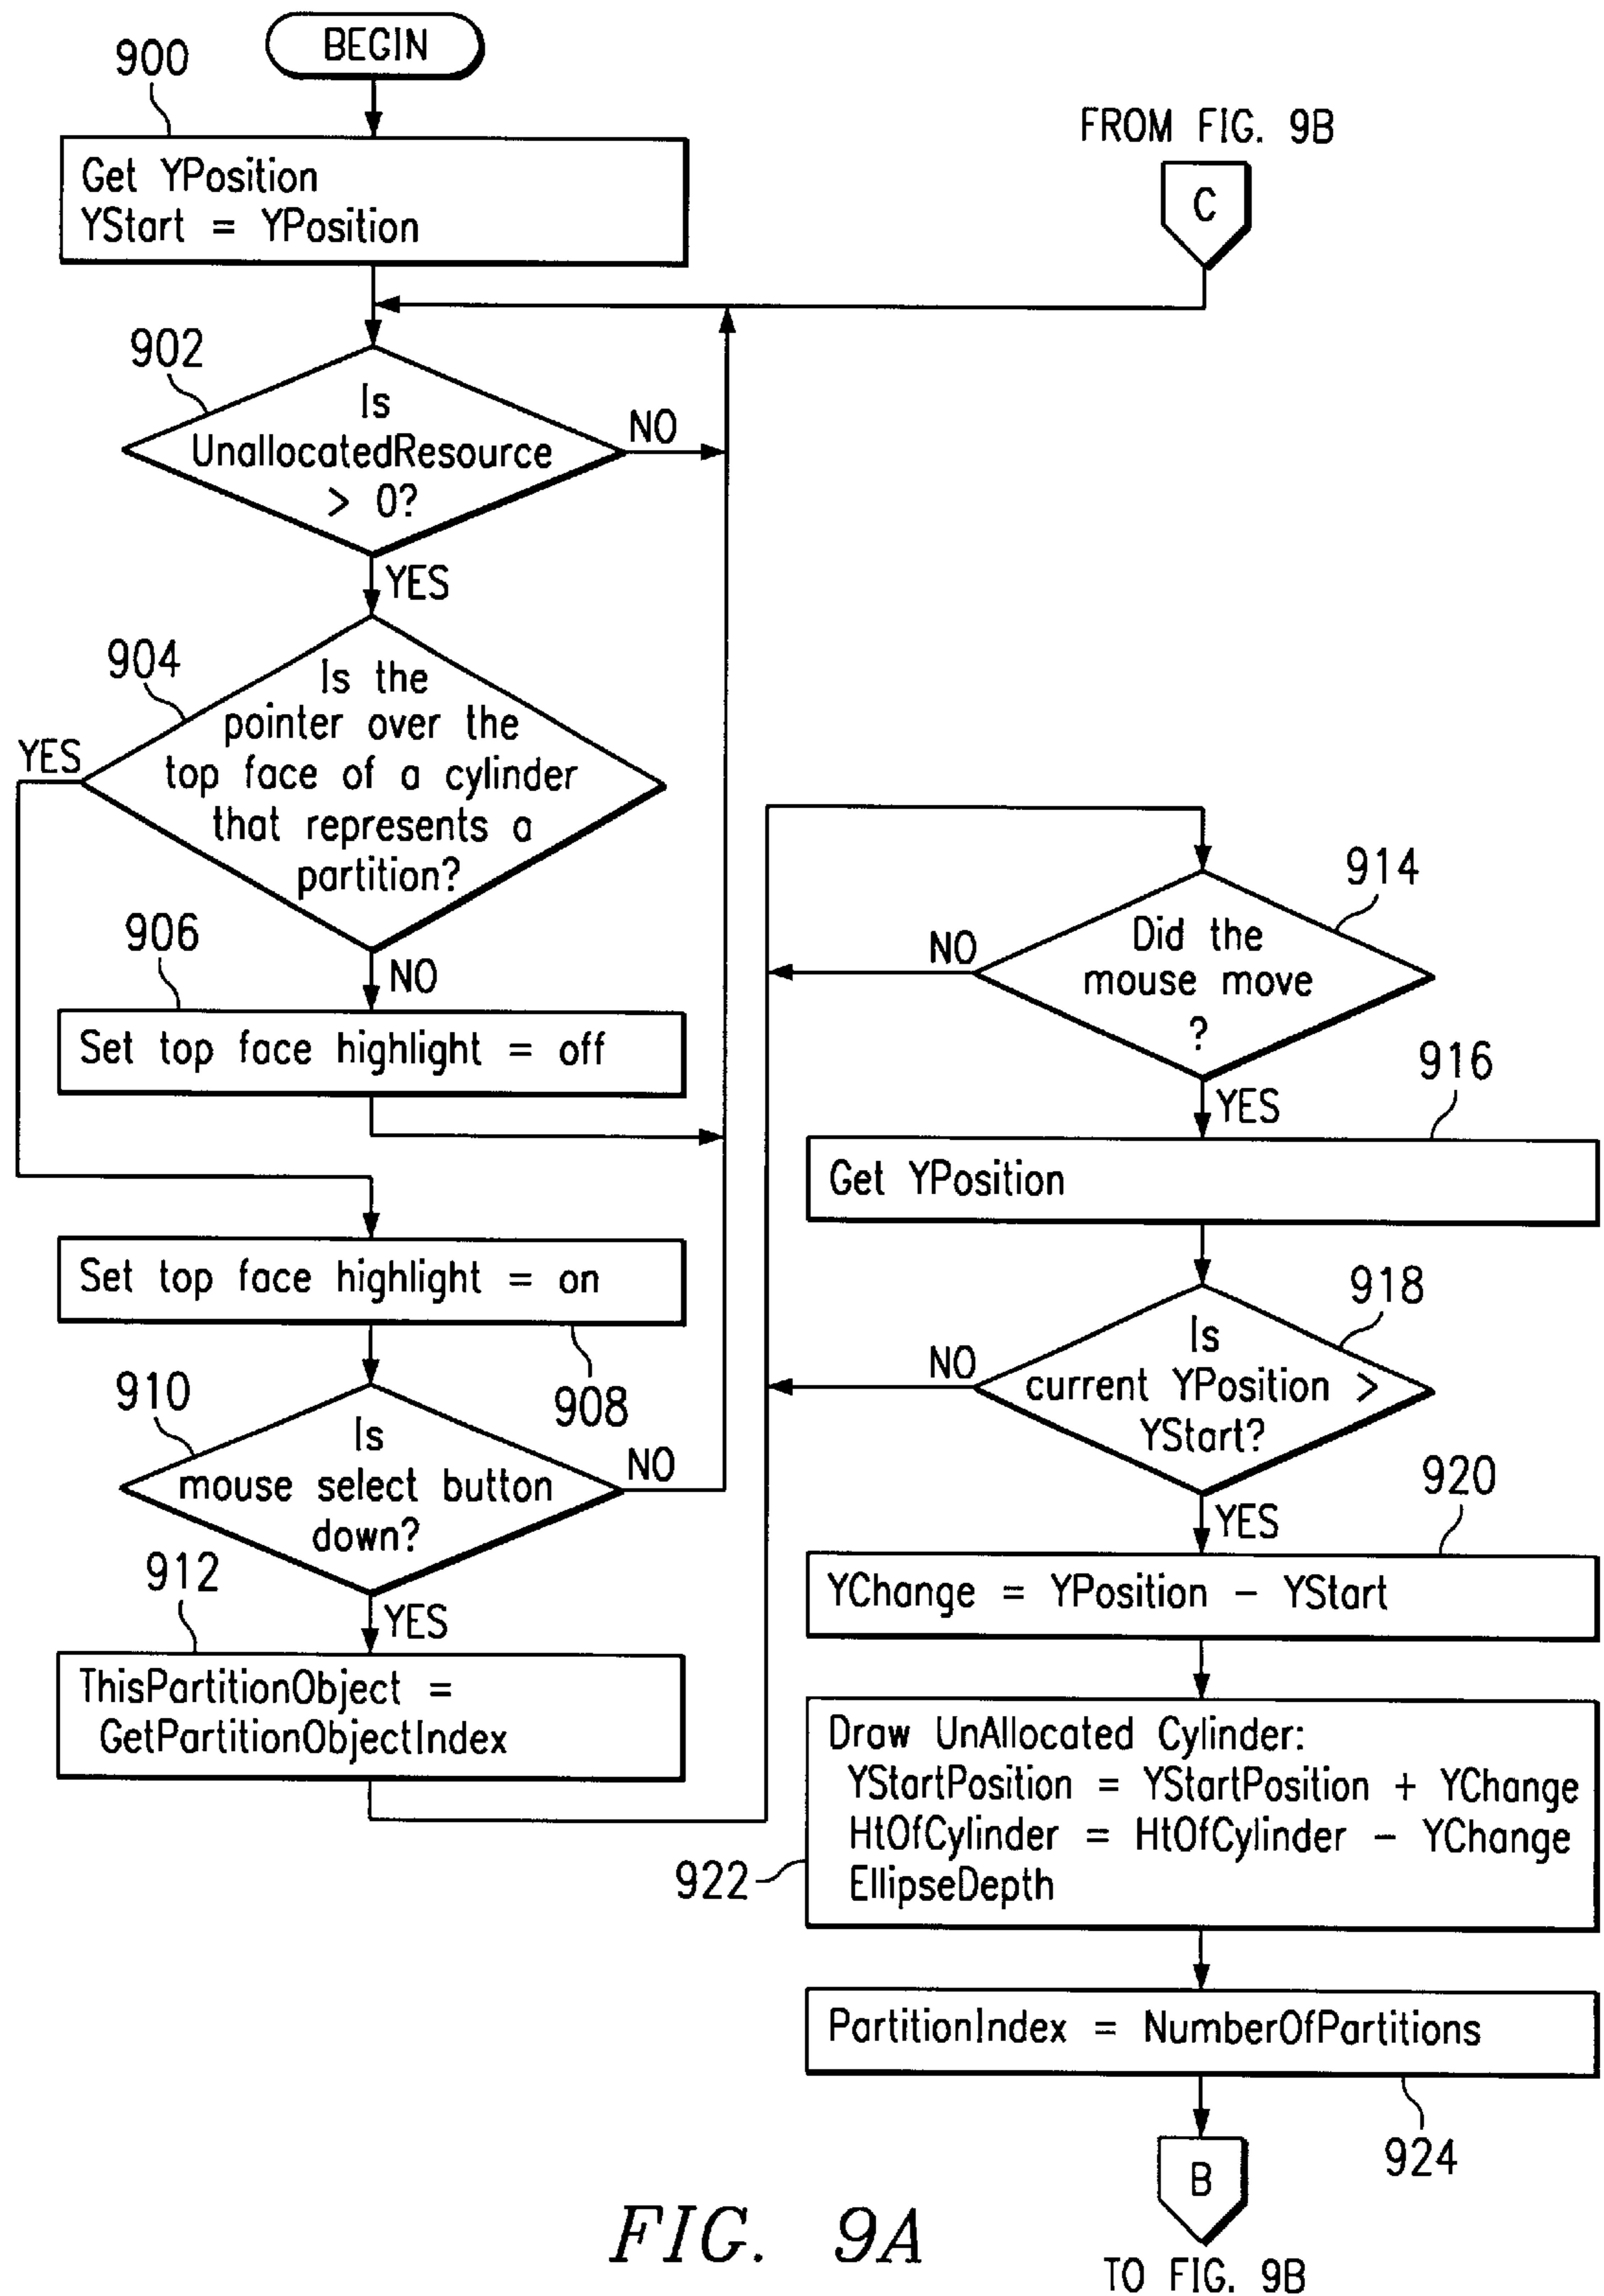 BEGIN
900
Get YPosition
YStart = YPosition
FROM FIG. 9B
C
902
Is
UnallocatedResource
> 0?
NO
YES
904
Is the
pointer over the
top face of a cylinder
that represents a
partition?
YES
NO
906
Set top face highlight = off
Set top face highlight = on
908
910
Is
mouse select button
down?
NO
YES
912
ThisPartitionObject =
GetPartitionObjectIndex
914
Did the
mouse move
?
NO
YES
916
Get YPosition
918
Is
current YPosition >
YStart?
NO
YES
920
YChange = YPosition – YStart
Draw UnAllocated Cylinder:
YStartPosition = YStartPosition + YChange
HtOfCylinder = HtOfCylinder – YChange
EllipseDepth
922
PartitionIndex = NumberOfPartitions
924
B
TO FIG. 9B
FIG. 9A